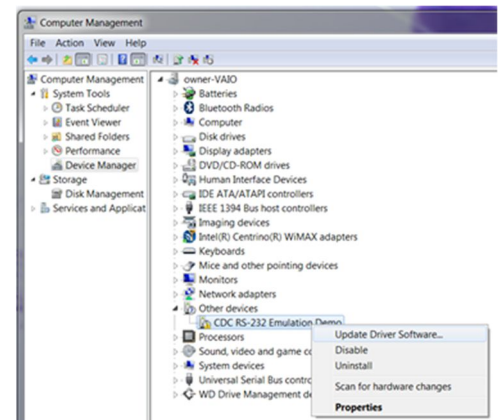 Computer Management
File Action View Help
Computer Management
System Tools
Task Scheduler
Event Viewer
Shared Folders
Performance
Device Manager
Storage
Disk Management
Services and Applicat
owner-VAIO
Batteries
Bluetooth Radios
Computer
Disk drives
Display adapters
DVD/CD-ROM drives
Human Interface Devices
IDE ATA/ATAPI controllers
IEEE 1394 Bus host controllers
Imaging devices
Intel(R) Centrino(R) WiMAX adapters
Keyboards
Mice and other pointing devices
Monitors
Network adapters
Other devices
CDC RS-232 Emulation Demo
Processors
Sound, video and game co
System devices
Universal Serial Bus contro
WD Drive Management de
Update Driver Software...
Disable
Uninstall
Scan for hardware changes
Properties